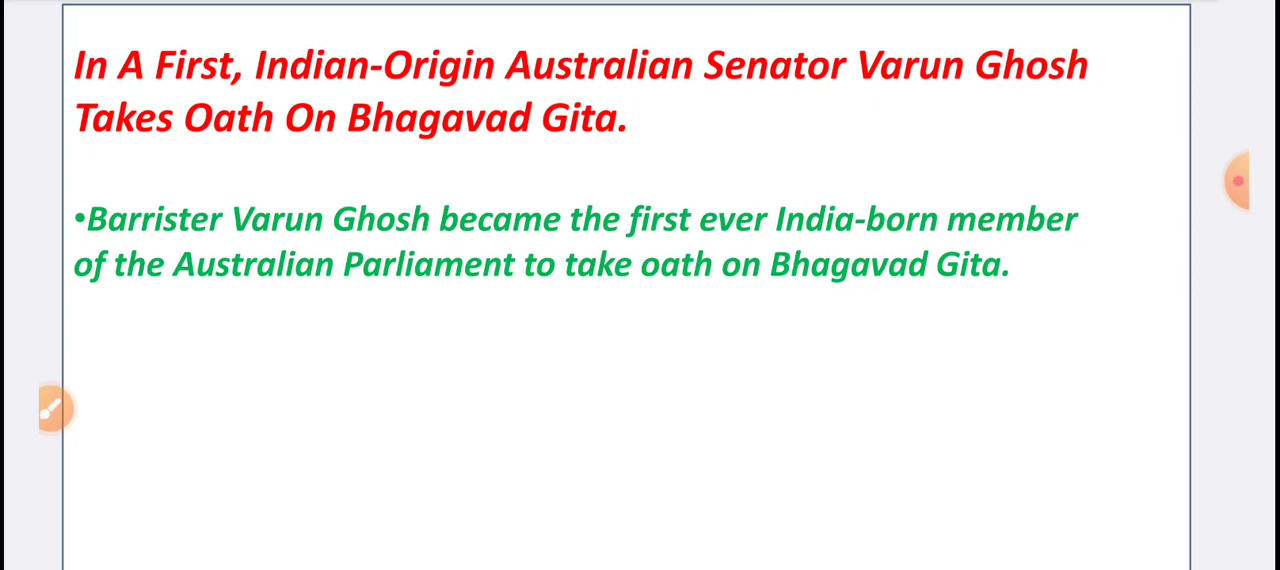 In A First, Indian-Origin Australian Senator Varun Ghosh
Takes Oath On Bhagavad Gita.
•Barrister Varun Ghosh became the first ever India-born member
of the Australian Parliament to take oath on Bhagavad Gita.